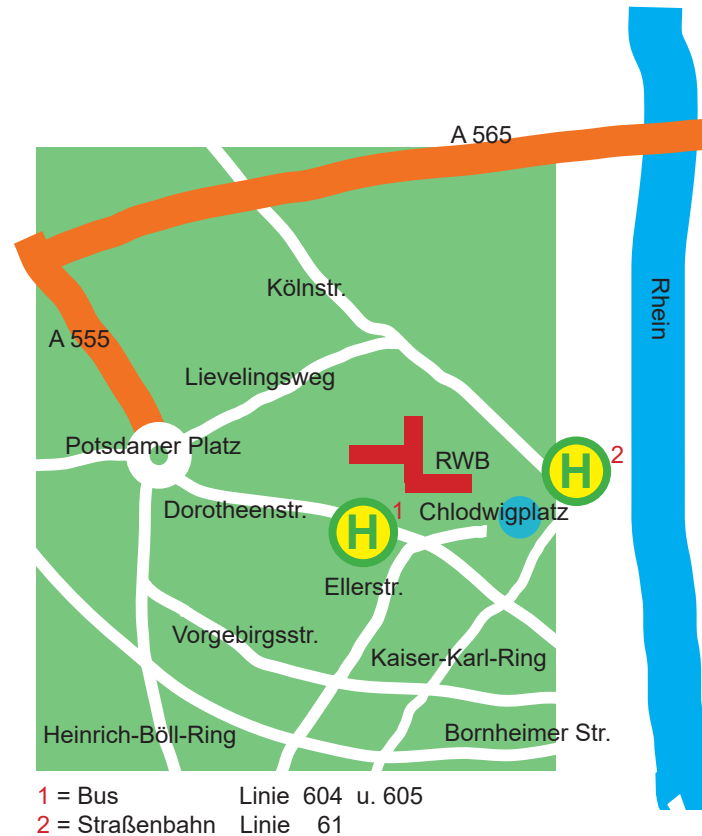 A 565
Kölnstr.
Rhein
A 555
Lievelingsweg
Potsdamer Platz
RWB
H 2
Dorotheenstr.
H 1
Chlodwigplatz
Ellerstr.
Vorgebirgsstr.
Kaiser-Karl-Ring
Heinrich-Böll-Ring
Bornheimer Str.
1 = Bus Linie 604 u. 605
2 = Straßenbahn Linie 61